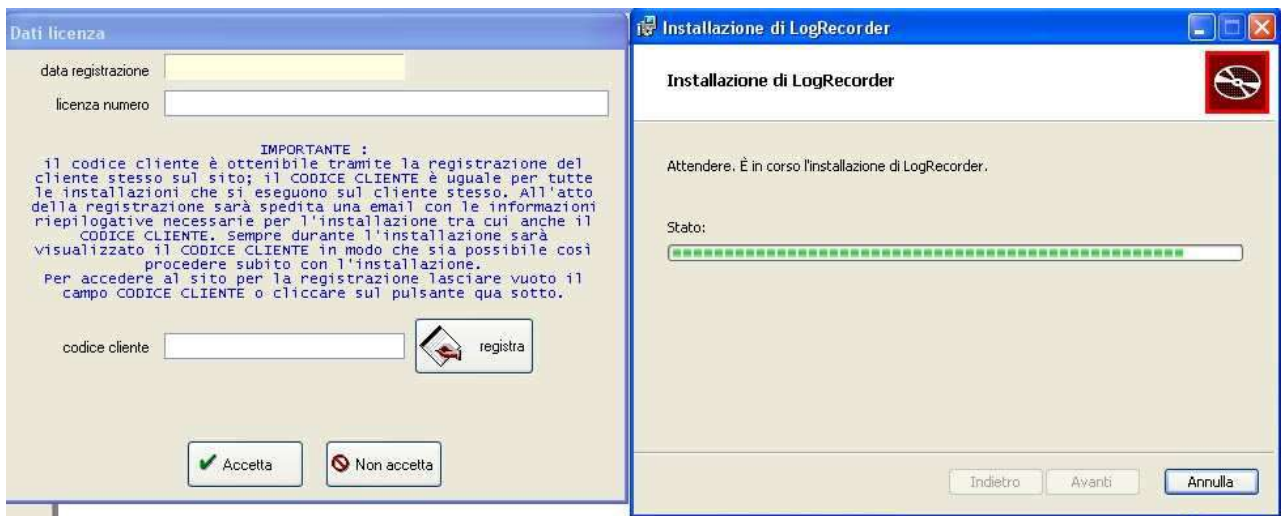 Dati licenza
data registrazione
licenza numero
IMPORTANTE :
il codice cliente è ottenibile tramite la registrazione del
cliente stesso sul sito; il CODICE CLIENTE è uguale per tutte
le installazioni che si eseguono sul cliente stesso. All'atto
della registrazione sarà spedita una email con le informazioni
riepilogative necessarie per l'installazione tra cui anche il
CODICE CLIENTE. Sempre durante l'installazione sarà
visualizzato il CODICE CLIENTE in modo che sia possibile così
procedere subito con l'installazione.
Per accedere al sito per la registrazione lasciare vuoto il
campo CODICE CLIENTE o cliccare sul pulsante qua sotto.
codice cliente
registra
Accetta
Non accetta
Installazione di LogRecorder
Installazione di LogRecorder
Attendere. È in corso l'installazione di LogRecorder.
Stato:
Indietro
Avanti
Annulla